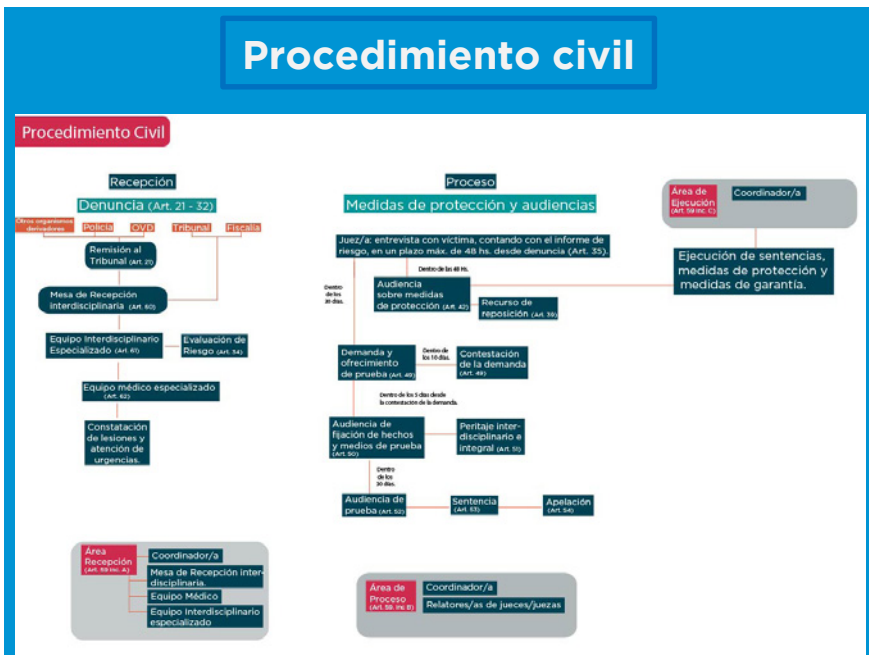 Procedimiento civil
Procedimiento Civil
Recepción
Denuncia (Art. 21 - 32)
Otros organismos
derivadores
Policía
OVD
Tribunal
Fiscalía
Remisión al
Tribunal (Art. 21)
Mesa de Recepción
interdisciplinaria (Art. 60)
Equipo Interdisciplinario
Especializado (Art. 61)
Evaluación de
Riesgo (Art. 34)
Equipo médico especializado
(Art. 62)
Constatación
de lesiones y
atención de
urgencias.
Área
Recepción
(Art. 59 inc. A)
Coordinador/a
Mesa de Recepción inter-
disciplinaria.
Equipo Médico
Equipo Interdisciplinario
especializado
Proceso
Medidas de protección y audiencias
Juez/a: entrevista con víctima, contando con el informe de
riesgo, en un plazo máx. de 48 hs. desde denuncia (Art. 35).
Dentro de las 48 Hs.
Dentro
de los
30 días.
Audiencia
sobre medidas
de protección (Art. 42)
Recurso de
reposición (Art. 39)
Demanda y
ofrecimiento
de prueba (Art. 48)
Dentro de
los 10 días.
Contestación
de la demanda
(Art. 49)
Dentro de los 5 días desde
la contestación de la demanda.
Audiencia de
fijación de hechos
y medios de prueba
(Art. 50)
Peritaje inter-
disciplinario e
integral (Art. 51)
Dentro
de los
30 días.
Audiencia de
prueba (Art. 52)
Sentencia
(Art. 53)
Apelación
(Art. 54)
Área de
Proceso
(Art. 59. Inc B)
Coordinador/a
Relatores/as de jueces/juezas
Área de
Ejecución
(Art. 59 inc. C)
Coordinador/a
Ejecución de sentencias,
medidas de protección y
medidas de garantía.